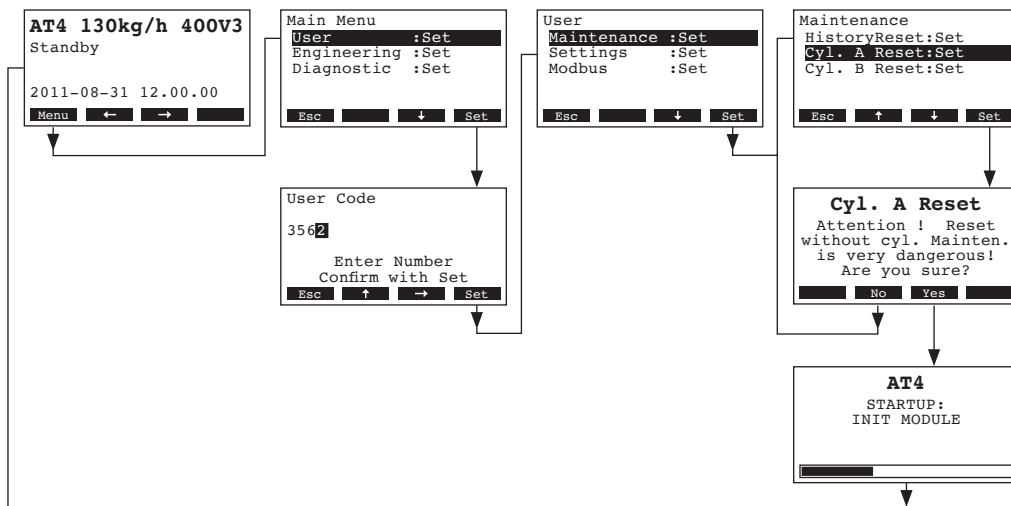 AT4 130kg/h 400V3
Standby
2011-08-31 12.00.00
Menu ← →
Main Menu
User :Set
Engineering :Set
Diagnostic :Set
Esc ↓ Set
User
Maintenance :Set
Settings :Set
Modbus :Set
Esc ↓ Set
Maintenance
HistoryReset:Set
Cyl. A Reset:Set
Cyl. B Reset:Set
Esc ↑ ↓ Set
User Code
3562
Enter Number
Confirm with Set
Esc ↑ → Set
Cyl. A Reset
Attention ! Reset
without cyl. Mainten.
is very dangerous!
Are you sure?
No Yes
AT4
STARTUP:
INIT MODULE